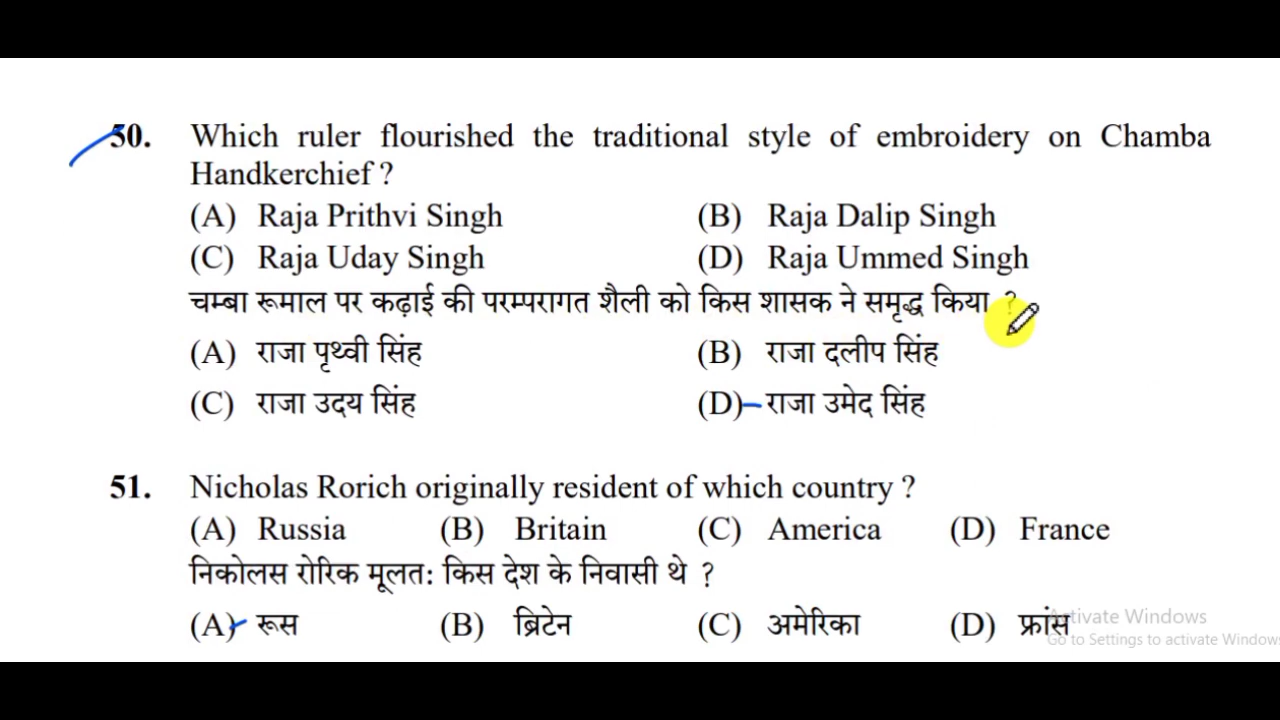 50. Which ruler flourished the traditional style of embroidery on Chamba
Handkerchief ?
(A) Raja Prithvi Singh (B) Raja Dalip Singh
(C) Raja Uday Singh (D) Raja Ummed Singh
चम्बा रूमाल पर कढ़ाई की परम्परागत शैली को किस शासक ने समृद्ध किया ?
(A) राजा पृथ्वी सिंह (B) राजा दलीप सिंह
(C) राजा उदय सिंह (D) राजा उमेद सिंह
51. Nicholas Rorich originally resident of which country ?
(A) Russia (B) Britain (C) America (D) France
निकोलस रोरिक मूलत: किस देश के निवासी थे ?
(A) रूस (B) ब्रिटेन (C) अमेरिका (D) फ्रांस
Activate Windows
Go to Settings to activate Windows